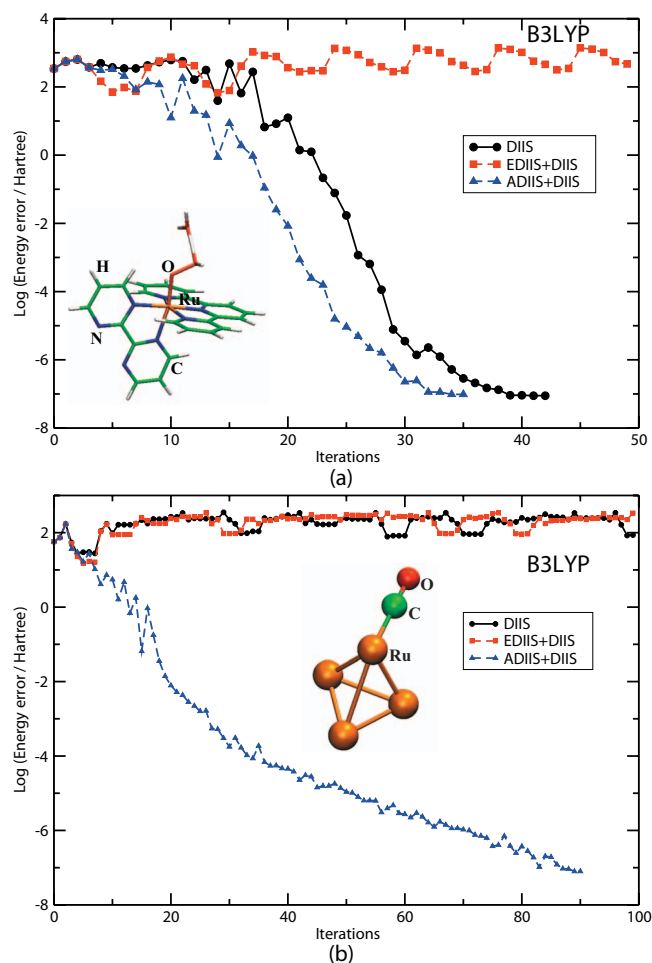 B3LYP
4
2
0
-2
-4
-6
-8
Log (Energy error / Hartree)
DIIS
EDIIS+DIIS
ADIIS+DIIS
H
O
Ru
N
C
0 10 20 30 40 50
Iterations
(a)
B3LYP
2
0
-2
-4
-6
-8
Log (Energy error / Hartree)
DIIS
EDIIS+DIIS
ADIIS+DIIS
O
C
Ru
0 20 40 60 80 100
Iterations
(b)